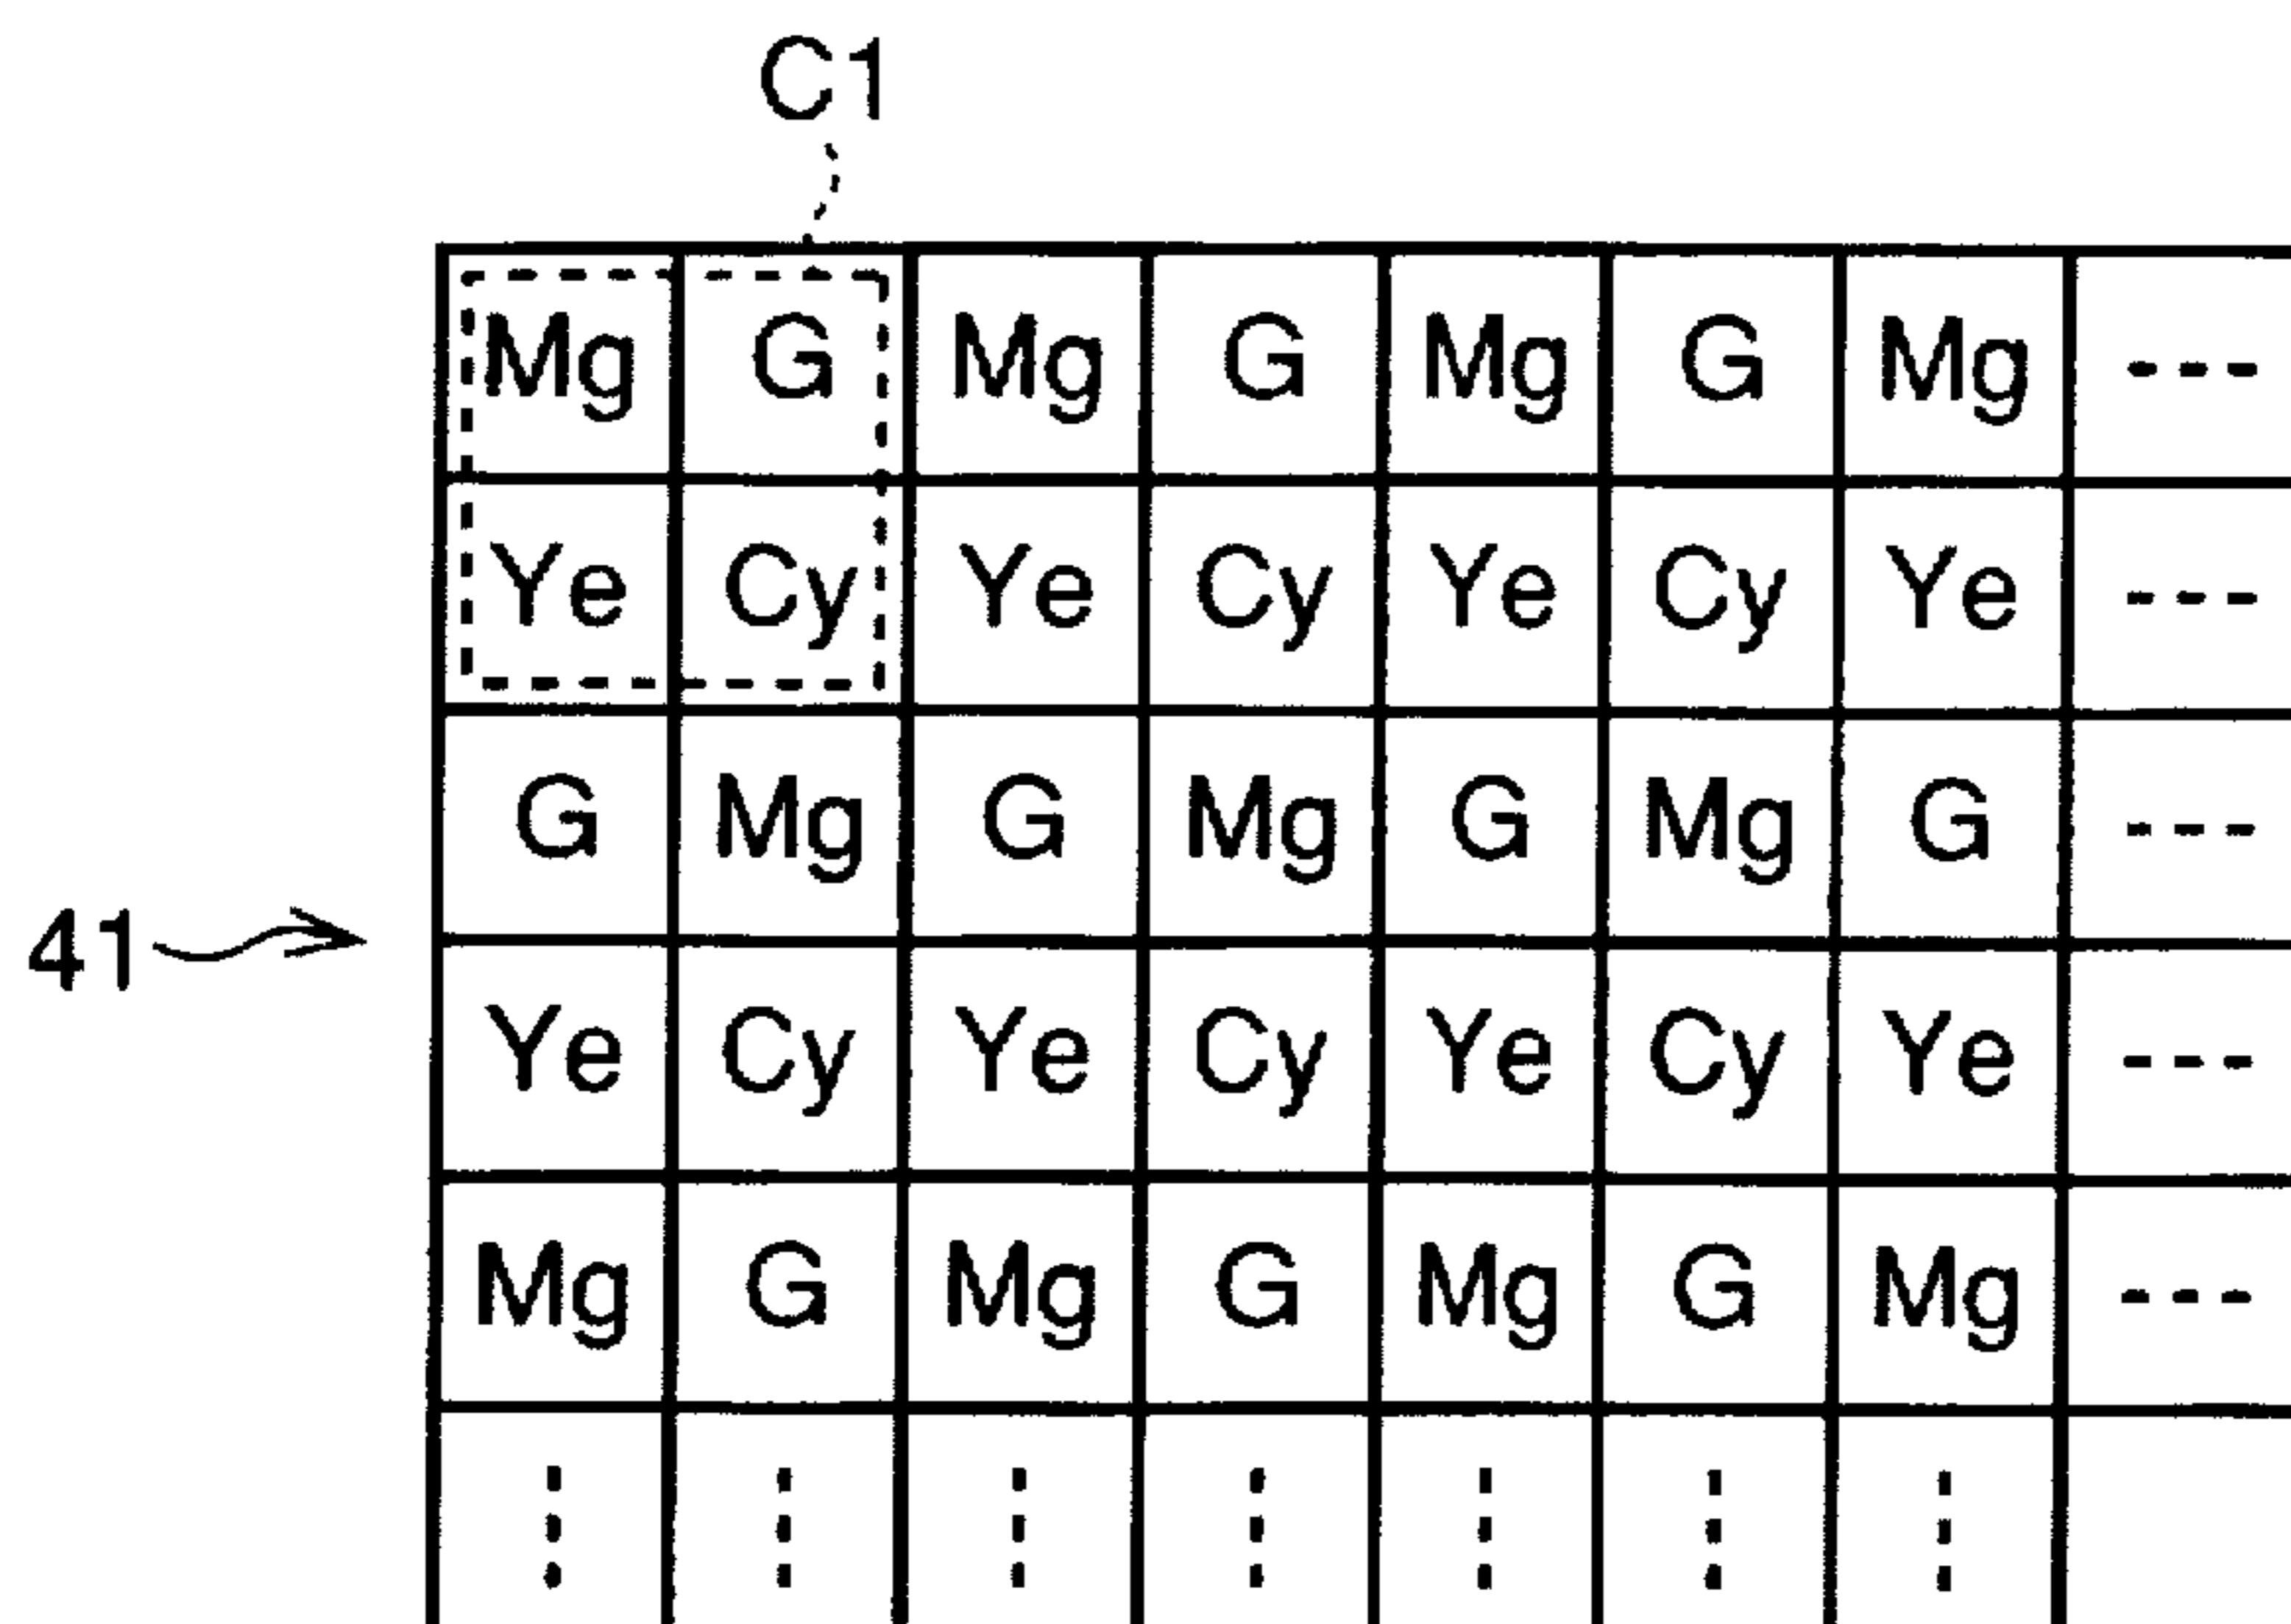 C1
Mg G Mg G Mg G Mg ---
Ye Cy Ye Cy Ye Cy Ye ---
G Mg G Mg G Mg G ---
41
Ye Cy Ye Cy Ye Cy Ye ---
Mg G Mg G Mg G Mg ---